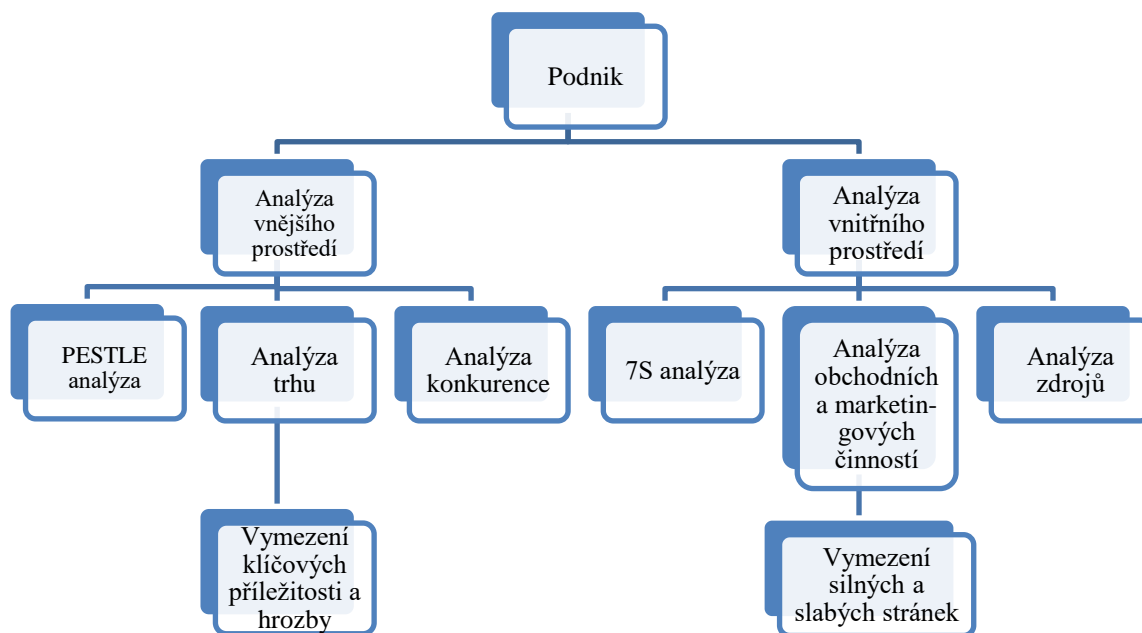 Podnik
Analýza
vnějšího
prostředí
Analýza
vnitřního
prostředí
PESTLE
analýza
Analýza
trhu
Analýza
konkurence
7S analýza
Analýza
obchodních
a marketin-
gových
činností
Analýza
zdrojů
Vymezení
klíčových
příležitosti a
hrozby
Vymezení
silných a
slabých stránek